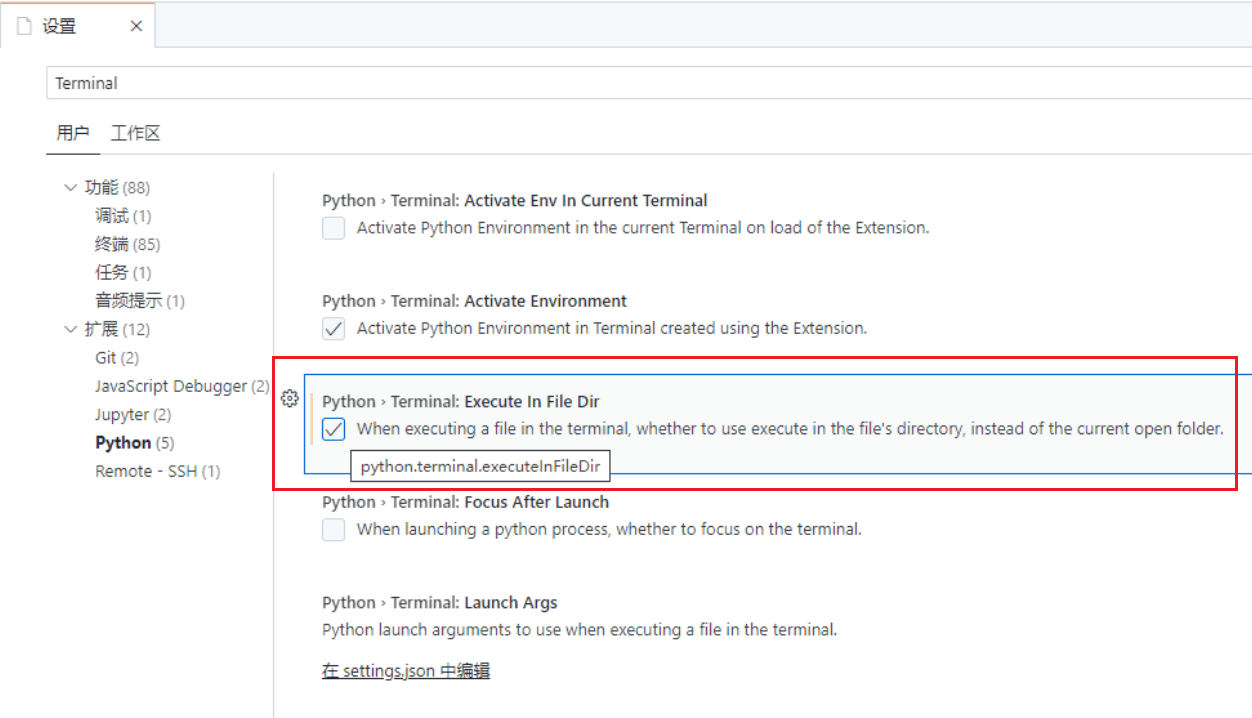 设置
Terminal
用户 工作区
功能 (88)
调试 (1)
终端 (85)
任务 (1)
音频提示 (1)
扩展 (12)
Git (2)
JavaScript Debugger (2)
Jupyter (2)
Python (5)
Remote - SSH (1)
Python › Terminal: Activate Env In Current Terminal
Activate Python Environment in the current Terminal on load of the Extension.
Python › Terminal: Activate Environment
Activate Python Environment in Terminal created using the Extension.
Python › Terminal: Execute In File Dir
When executing a file in the terminal, whether to use execute in the file's directory, instead of the current open folder.
python.terminal.executeInFileDir
Python › Terminal: Focus After Launch
When launching a python process, whether to focus on the terminal.
Python › Terminal: Launch Args
Python launch arguments to use when executing a file in the terminal.
在 settings.json 中编辑